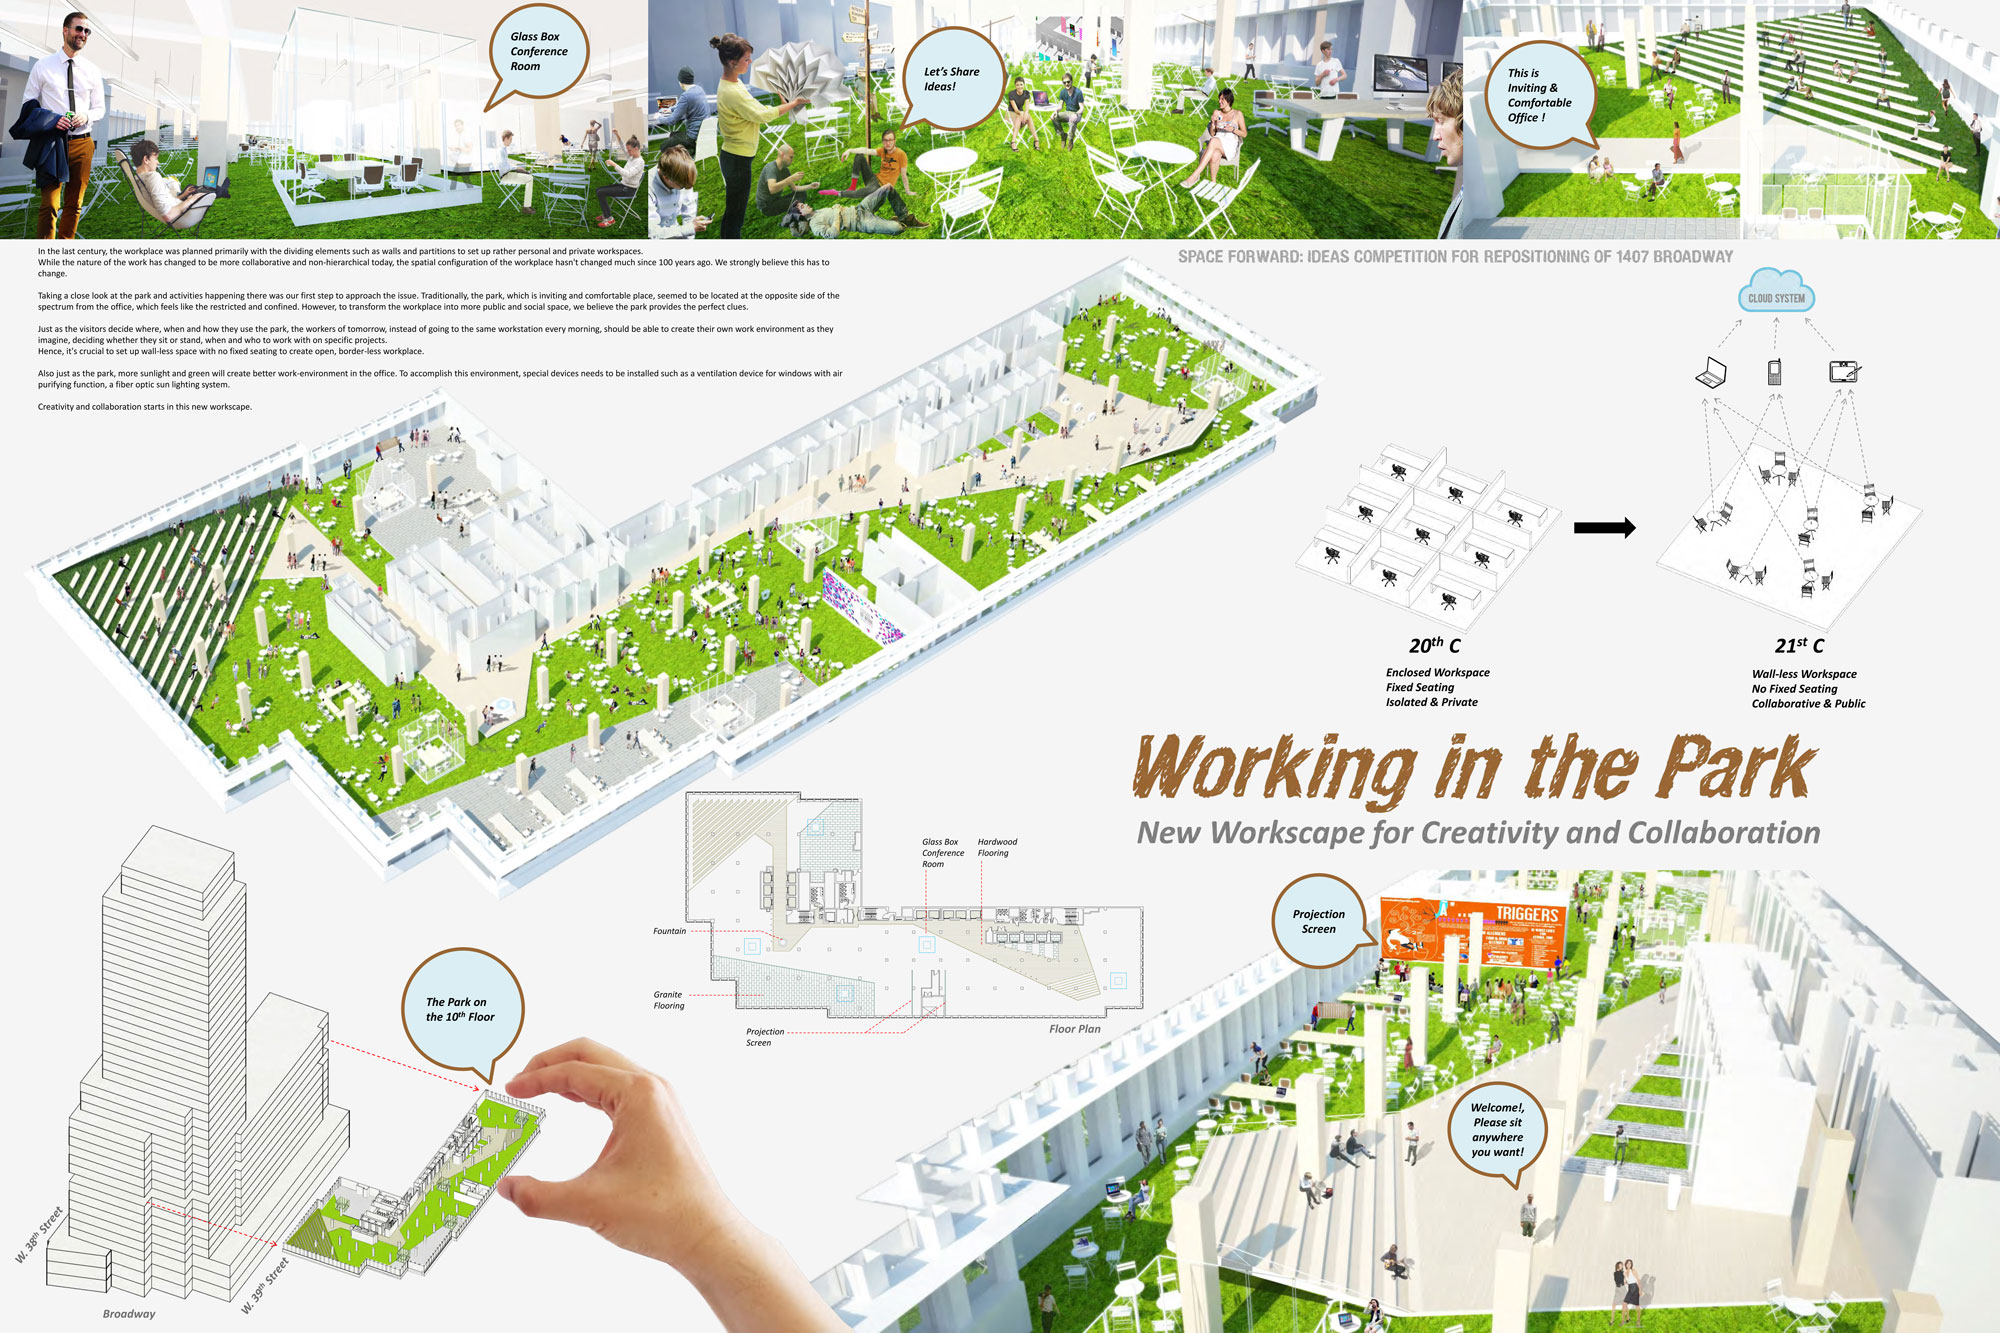 Glass Box
Conference
Room
Let's Share
Ideas!
This is
Inviting &
Comfortable
Office !
In the last century, the workplace was planned primarily with the dividing elements such as walls and partitions to set up rather personal and private workspaces.
While the nature of the work has changed to be more collaborative and non-hierarchical today, the spatial configuration of the workplace hasn't changed much since 100 years ago. We strongly believe this has to
change.
Taking a close look at the park and activities happening there was our first step to approach the issue. Traditionally, the park, which is inviting and comfortable place, seemed to be located at the opposite side of the
spectrum from the office, which feels like the restricted and confined. However, to transform the workplace into more public and social space, we believe the park provides the perfect clues.
Just as the visitors decide where, when and how they use the park, the workers of tomorrow, instead of going to the same workstation every morning, should be able to create their own work environment as they
imagine, deciding whether they sit or stand, when and who to work with on specific projects.
Hence, it's crucial to set up wall-less space with no fixed seating to create open, border-less workplace.
Also just as the park, more sunlight and green will create better work-environment in the office. To accomplish this environment, special devices needs to be installed such as a ventilation device for windows with air
purifying function, a fiber optic sun lighting system.
Creativity and collaboration starts in this new workscape.
SPACE FORWARD: IDEAS COMPETITION FOR REPOSITIONING OF 1407 BROADWAY
CLOUD SYSTEM
20th C
Enclosed Workspace
Fixed Seating
Isolated & Private
21st C
Wall-less Workspace
No Fixed Seating
Collaborative & Public
Working in the Park
New Workscape for Creativity and Collaboration
Glass Box
Conference
Room
Hardwood
Flooring
Fountain
Granite
Flooring
Projection
Screen
Floor Plan
The Park on
the 10th Floor
W. 38th Street
Broadway
W. 39th Street
Projection
Screen
TRIGGERS
Welcome!,
Please sit
anywhere
you want!